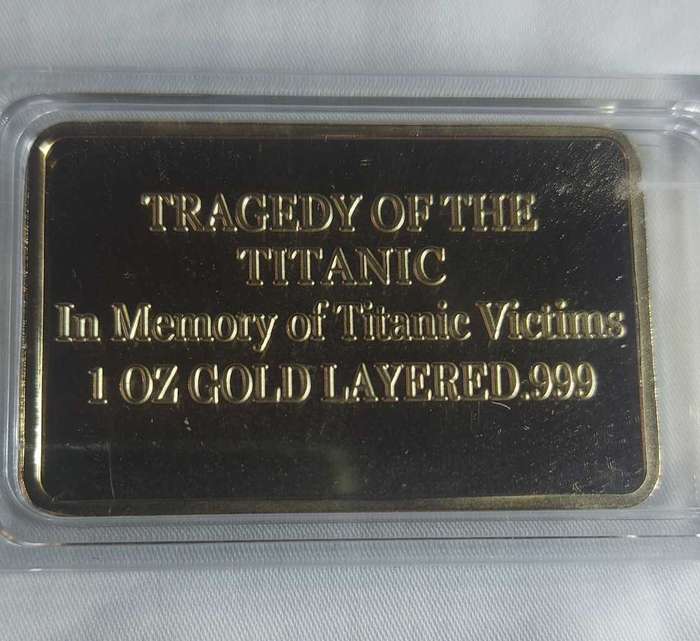 TRAGEDY OF THE
TITANIC
In Memory of Titanic Victims
1 OZ GOLD LAYERED.999